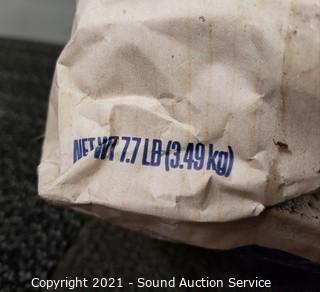 NET WT 7.7 LB (3.49 kg)
Copyright 2021 - Sound Auction Service